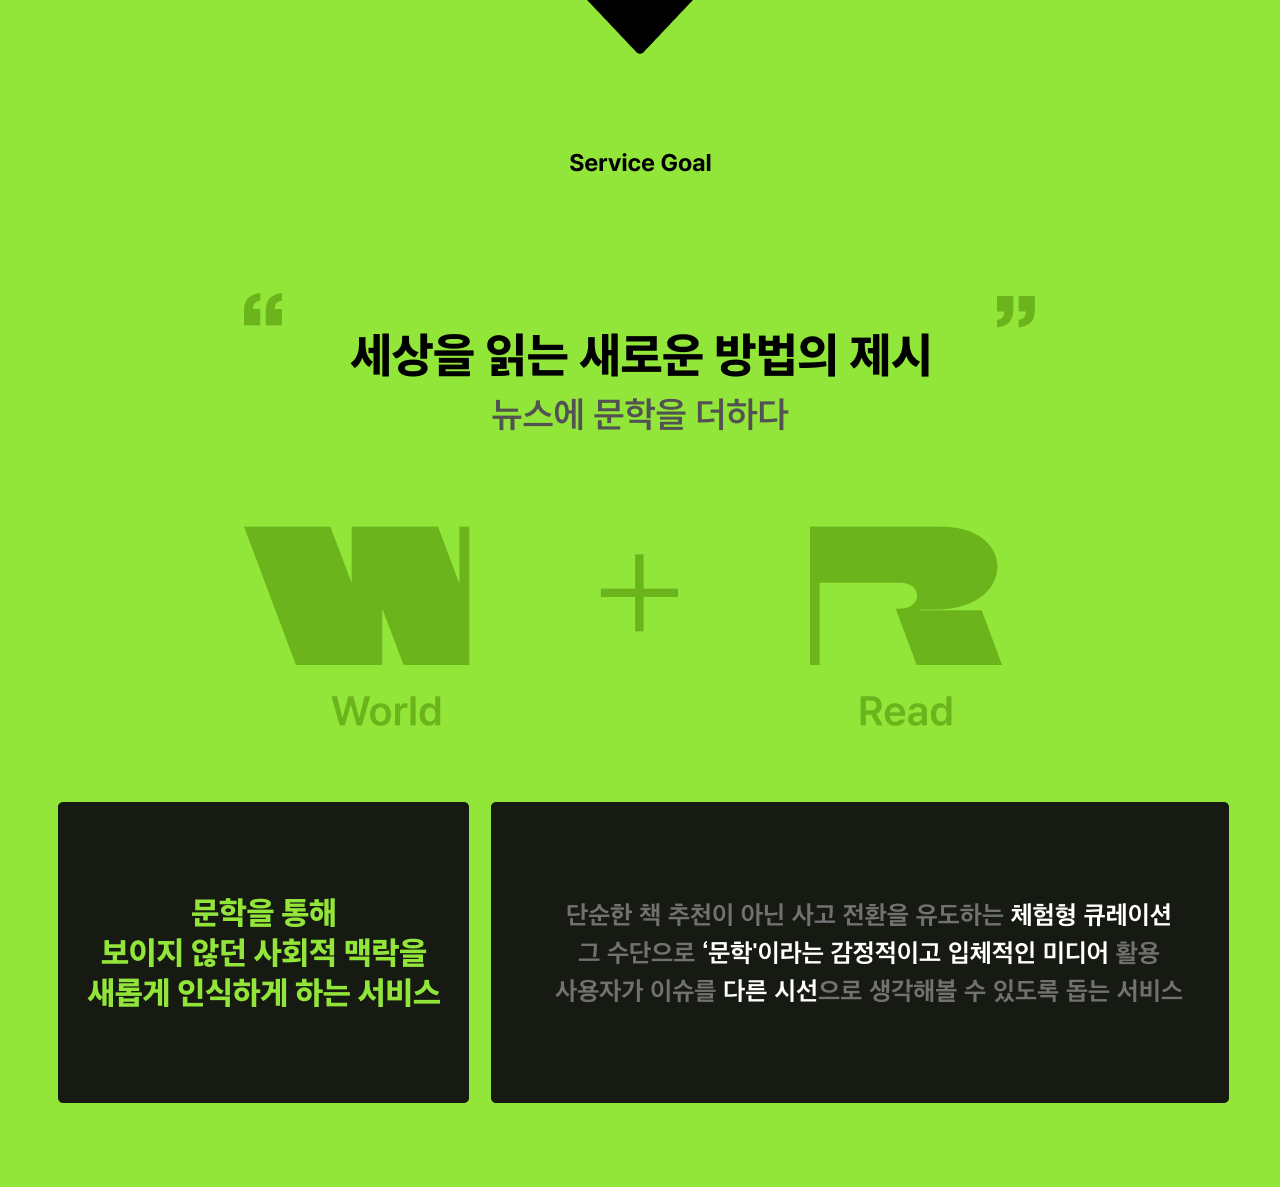 Service Goal
“ ”
세상을 읽는 새로운 방법의 제시
뉴스에 문학을 더하다
W + R
World Read
문학을 통해
보이지 않던 사회적 맥락을
새롭게 인식하게 하는 서비스
단순한 책 추천이 아닌 사고 전환을 유도하는 체험형 큐레이션
그 수단으로 ‘문학'이라는 감정적이고 입체적인 미디어 활용
사용자가 이슈를 다른 시선으로 생각해볼 수 있도록 돕는 서비스